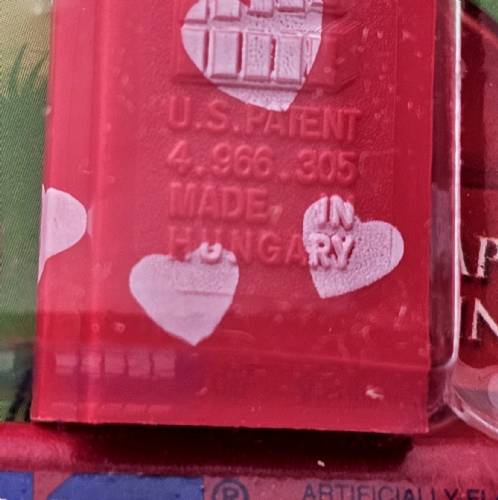 U.S. PATENT
4.966.305
MADE IN
HUNGARY
®
ARTIFICIALLY